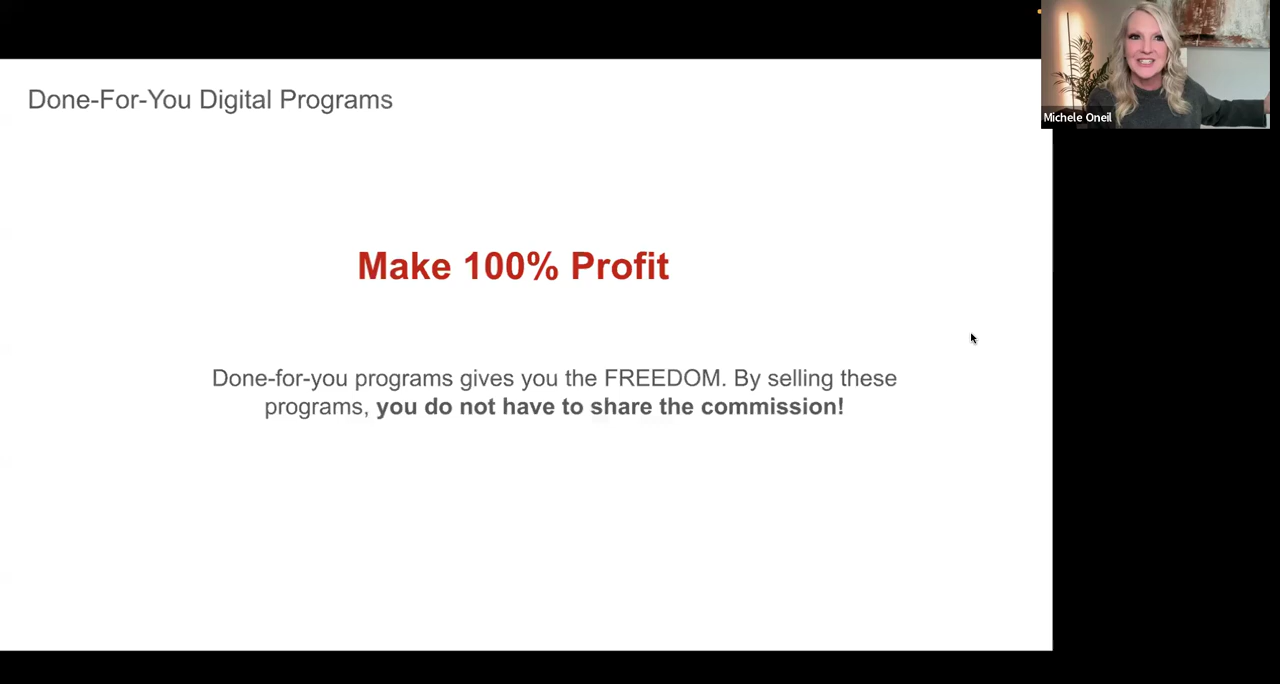 Done-For-You Digital Programs
Michele Oneil
Make 100% Profit
Done-for-you programs gives you the FREEDOM. By selling these
programs, you do not have to share the commission!